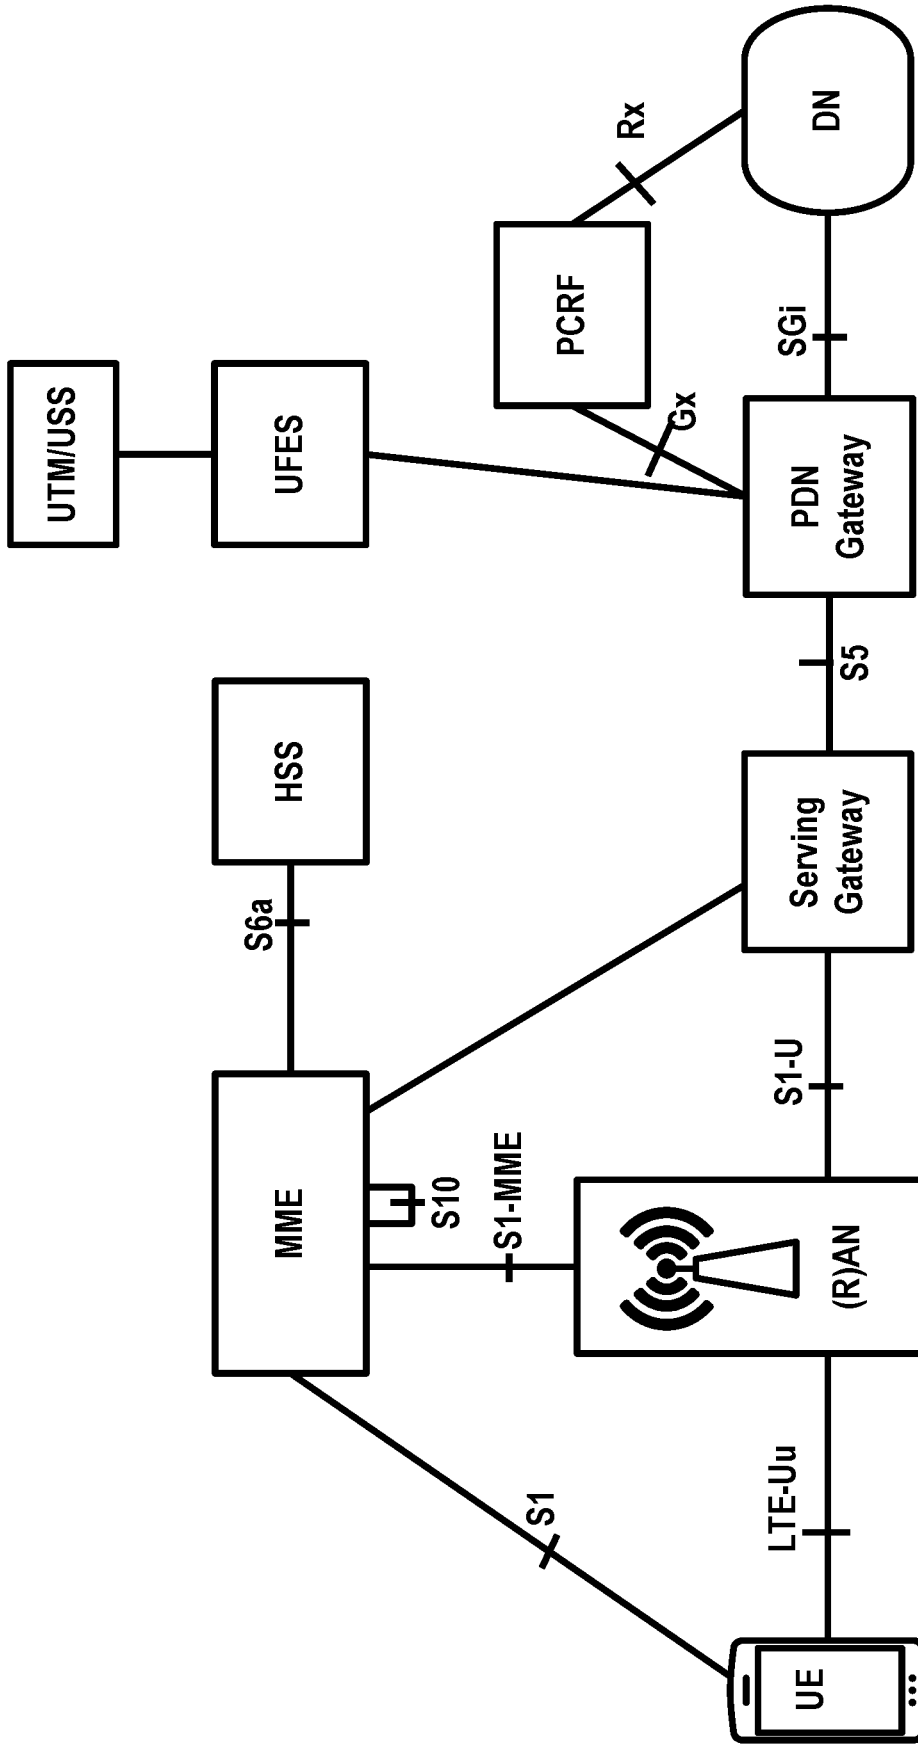 UTM/USS
MME
S6a
HSS
UFES
S10
S1
S1-MME
PCRF
Gx
Rx
UE
LTE-Uu
(R)AN
S1-U
Serving
Gateway
S5
PDN
Gateway
SGi
DN